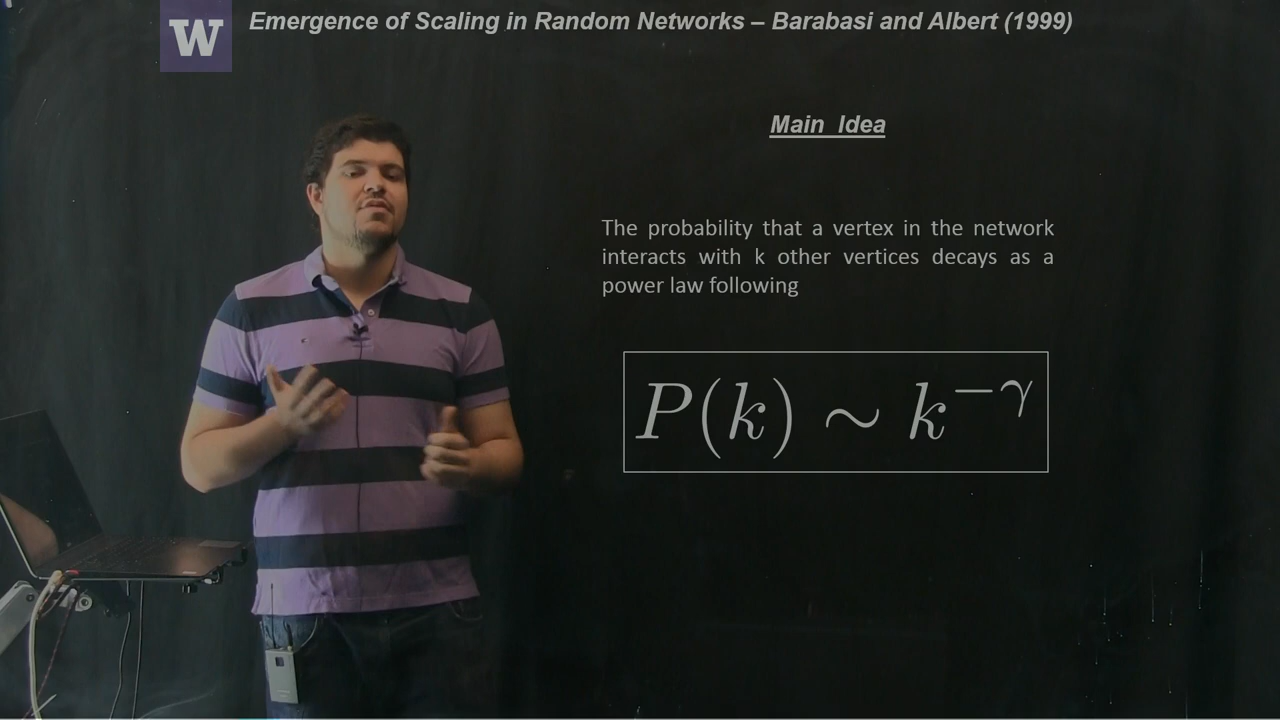 W
Emergence of Scaling in Random Networks – Barabasi and Albert (1999)
Main Idea
The probability that a vertex in the network
interacts with k other vertices decays as a
power law following
P(k) ∼ k^{−γ}